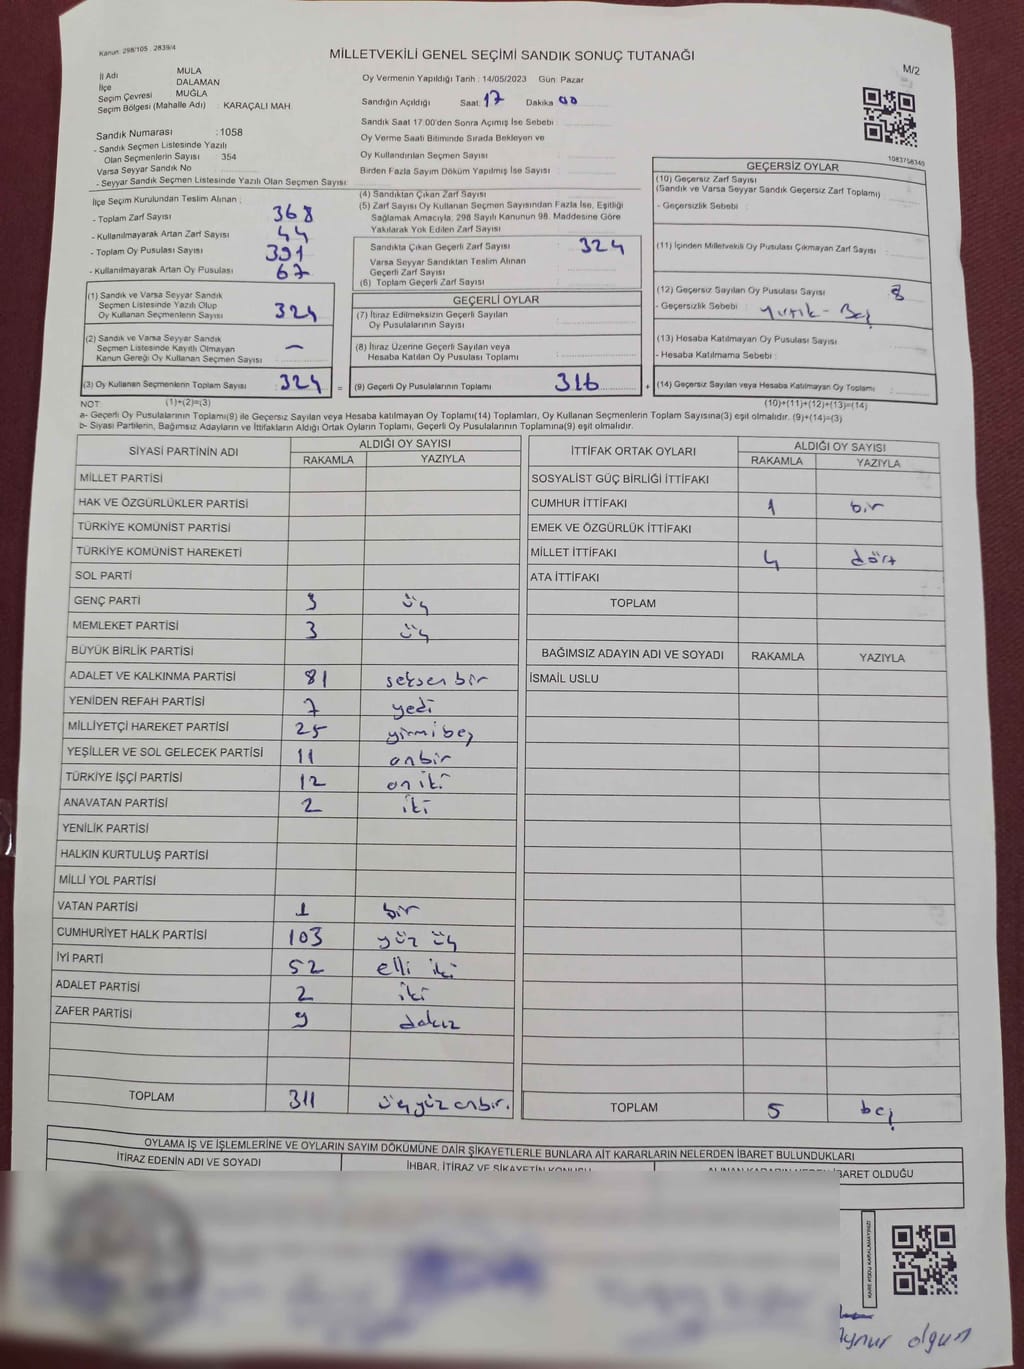 Kanun: 298/105 , 2839/4
MİLLETVEKİLİ GENEL SEÇİMİ SANDIK SONUÇ TUTANAĞI
M/2
İl Adı MULA
İlçe DALAMAN
Seçim Çevresi MUĞLA
Seçim Bölgesi (Mahalle Adı) : KARAÇALI MAH.
Sandık Numarası :1058
- Sandık Seçmen Listesinde Yazılı
Olan Seçmenlerin Sayısı 354
Varsa Seyyar Sandık No
- Seyyar Sandık Seçmen Listesinde Yazılı Olan Seçmen Sayısı:
Oy Vermenin Yapıldığı Tarih : 14/05/2023 Gün: Pazar
Sandığın Açıldığı Saat: 17 Dakika 00
Sandık Saat 17.00'den Sonra Açımış İse Sebebi
Oy Verme Saati Bitiminde Sırada Bekleyen ve
Oy Kullandırılan Seçmen Sayısı
Birden Fazla Sayım Döküm Yapılmış İse Sayısı
1083756340
İlçe Seçim Kurulundan Teslim Alınan :
- Toplam Zarf Sayısı 368
- Kullanılmayarak Artan Zarf Sayısı 44
- Toplam Oy Pusulası Sayısı 391
- Kullanılmayarak Artan Oy Pusulası 67
(1) Sandık ve Varsa Seyyar Sandık
Seçmen Listesinde Yazılı Olup
Oy Kullanan Seçmenlerin Sayısı 324
(2) Sandık ve Varsa Seyyar Sandık
Seçmen Listesinde Kayıtlı Olmayan
Kanun Gereği Oy Kullanan Seçmen Sayısı : —
(3) Oy Kullanan Seçmenlerin Toplam Sayısı : 324 =
(4) Sandıktan Çıkan Zarf Sayısı
(5) Zarf Sayısı Oy Kullanan Seçmen Sayısından Fazla İse, Eşitliği
Sağlamak Amacıyla, 298 Sayılı Kanunun 98. Maddesine Göre
Yakılarak Yok Edilen Zarf Sayısı
Sandıkta Çıkan Geçerli Zarf Sayısı 324
Varsa Seyyar Sandıktan Teslim Alınan
Geçerli Zarf Sayısı
(6) Toplam Geçerli Zarf Sayısı
GEÇERLİ OYLAR
(7) İtiraz Edilmeksizin Geçerli Sayılan
Oy Pusulalarının Sayısı
(8) İtiraz Üzerine Geçerli Sayılan veya
Hesaba Katılan Oy Pusulası Toplamı
(9) Geçerli Oy Pusulalarının Toplamı 316 +
GEÇERSİZ OYLAR
(10) Geçersiz Zarf Sayısı
(Sandık ve Varsa Seyyar Sandık Geçersiz Zarf Toplamı)
- Geçersizlik Sebebi :
(11) İçinden Milletvekili Oy Pusulası Çıkmayan Zarf Sayısı
(12) Geçersiz Sayılan Oy Pusulası Sayısı 8
- Geçersizlik Sebebi : yırtık - Boş
(13) Hesaba Katılmayan Oy Pusulası Sayısı
- Hesaba Katılmama Sebebi :
(14) Geçersiz Sayılan veya Hesaba Katılmayan Oy Toplamı
NOT: (1)+(2)=(3) (10)+(11)+(12)+(13)=(14)
a- Geçerli Oy Pusulalarının Toplamı(9) ile Geçersiz Sayılan veya Hesaba katılmayan Oy Toplamı(14) Toplamları, Oy Kullanan Seçmenlerin Toplam Sayısına(3) eşit olmalıdır. (9)+(14)=(3)
b- Siyasi Partilerin, Bağımsız Adayların ve İttifakların Aldığı Ortak Oyların Toplamı, Geçerli Oy Pusulalarının Toplamına(9) eşit olmalıdır.
SİYASİ PARTİNİN ADI ALDIĞI OY SAYISI
RAKAMLA YAZIYLA
MİLLET PARTİSİ
HAK VE ÖZGÜRLÜKLER PARTİSİ
TÜRKİYE KOMÜNİST PARTİSİ
TÜRKİYE KOMÜNİST HAREKETİ
SOL PARTİ
GENÇ PARTİ 3 üç
MEMLEKET PARTİSİ 3 üç
BÜYÜK BİRLİK PARTİSİ
ADALET VE KALKINMA PARTİSİ 81 seksen bir
YENİDEN REFAH PARTİSİ 7 yedi
MİLLİYETÇİ HAREKET PARTİSİ 25 yirmi beş
YEŞİLLER VE SOL GELECEK PARTİSİ 11 onbir
TÜRKİYE İŞÇİ PARTİSİ 12 on iki
ANAVATAN PARTİSİ 2 iki
YENİLİK PARTİSİ
HALKIN KURTULUŞ PARTİSİ
MİLLİ YOL PARTİSİ
VATAN PARTİSİ 1 bir
CUMHURİYET HALK PARTİSİ 103 yüz üç
İYİ PARTİ 52 elli iki
ADALET PARTİSİ 2 iki
ZAFER PARTİSİ 9 dokuz
TOPLAM 311 üçyüz onbir.
İTTİFAK ORTAK OYLARI ALDIĞI OY SAYISI
RAKAMLA YAZIYLA
SOSYALİST GÜÇ BİRLİĞİ İTTİFAKI
CUMHUR İTTİFAKI 1 bir
EMEK VE ÖZGÜRLÜK İTTİFAKI
MİLLET İTTİFAKI 4 dört
ATA İTTİFAKI
TOPLAM
BAĞIMSIZ ADAYIN ADI VE SOYADI RAKAMLA YAZIYLA
İSMAİL USLU
TOPLAM 5 beş
OYLAMA İŞ VE İŞLEMLERİNE VE OYLARIN SAYIM DÖKÜMÜNE DAİR ŞİKAYETLERLE BUNLARA AİT KARARLARIN NELERDEN İBARET BULUNDUKLARI
İTİRAZ EDENİN ADI VE SOYADI İHBAR, İTİRAZ VE ŞİKAYETİN KONUSU ALINAN KARARIN NEDEN İBARET OLDUĞU
KARE KODU KARALAMAYINIZ!
Aynur olgun